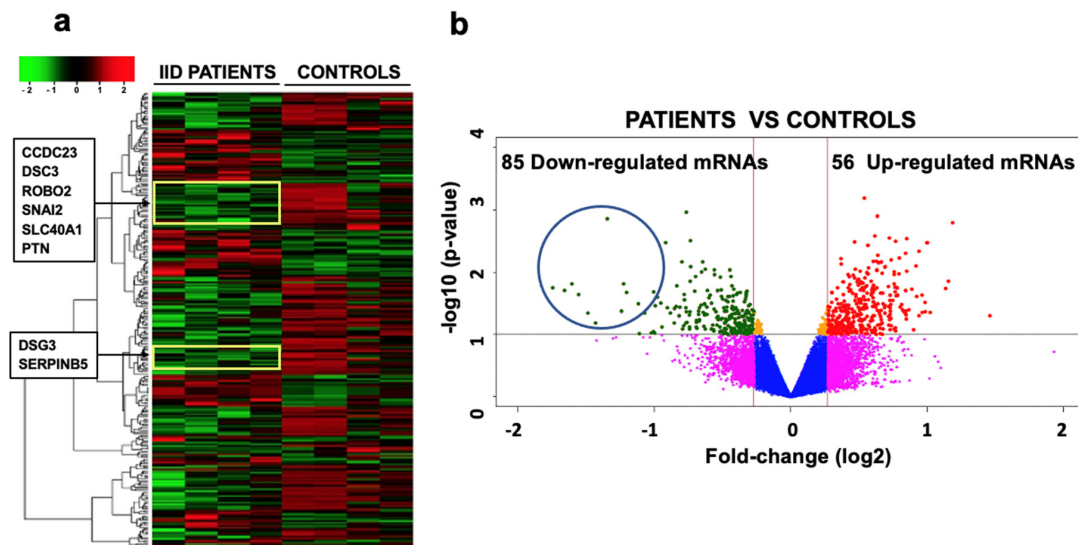 a
b
-2 -1 0 1 2
IID PATIENTS CONTROLS
CCDC23
DSC3
ROBO2
SNAI2
SLC40A1
PTN
DSG3
SERPINB5
PATIENTS VS CONTROLS
85 Down-regulated mRNAs
56 Up-regulated mRNAs
-log10 (p-value)
4
3
2
1
0
-2 -1 0 1 2
Fold-change (log2)